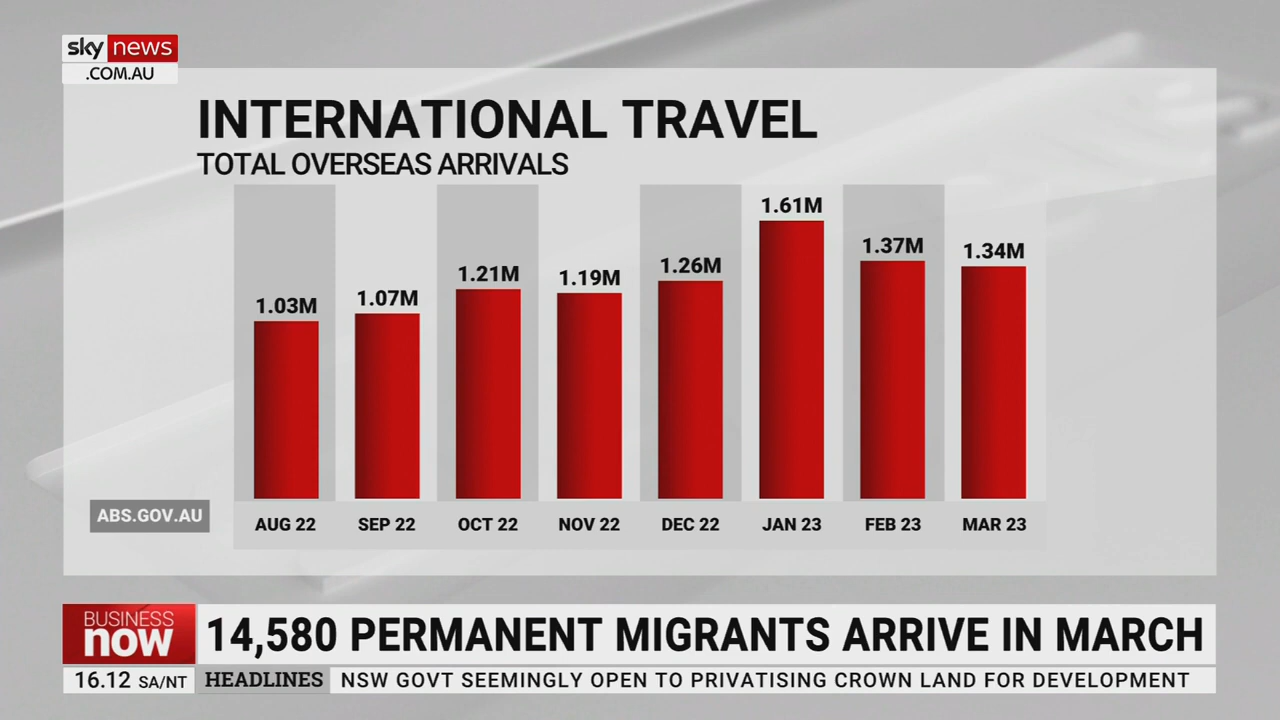 sky news
.COM.AU
INTERNATIONAL TRAVEL
TOTAL OVERSEAS ARRIVALS
1.03M 1.07M 1.21M 1.19M 1.26M 1.61M 1.37M 1.34M
AUG 22 SEP 22 OCT 22 NOV 22 DEC 22 JAN 23 FEB 23 MAR 23
ABS.GOV.AU
BUSINESS
now
14,580 PERMANENT MIGRANTS ARRIVE IN MARCH
16.12 SA/NT HEADLINES NSW GOVT SEEMINGLY OPEN TO PRIVATISING CROWN LAND FOR DEVELOPMENT